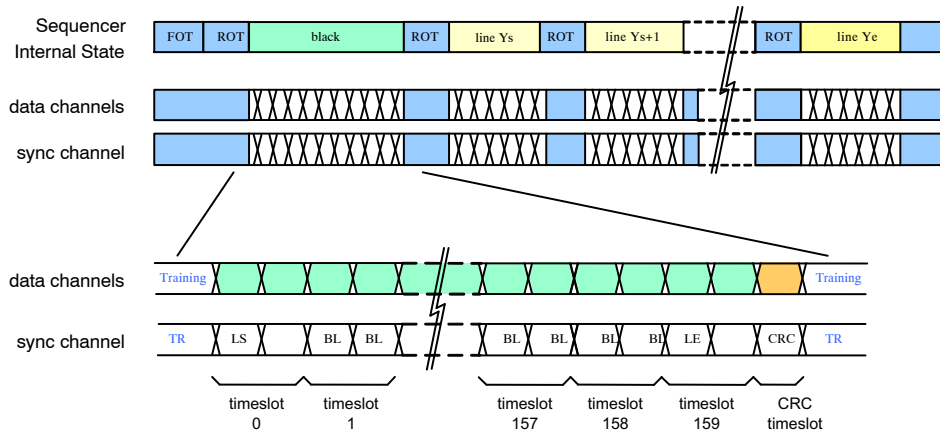 Sequencer
Internal State
FOT ROT black ROT line Ys ROT line Ys+1 ROT line Ye
data channels
sync channel
data channels Training Training
sync channel TR LS BL BL BL BL BL BL LE CRC TR
timeslot 0
timeslot 1
timeslot 157
timeslot 158
timeslot 159
CRC timeslot